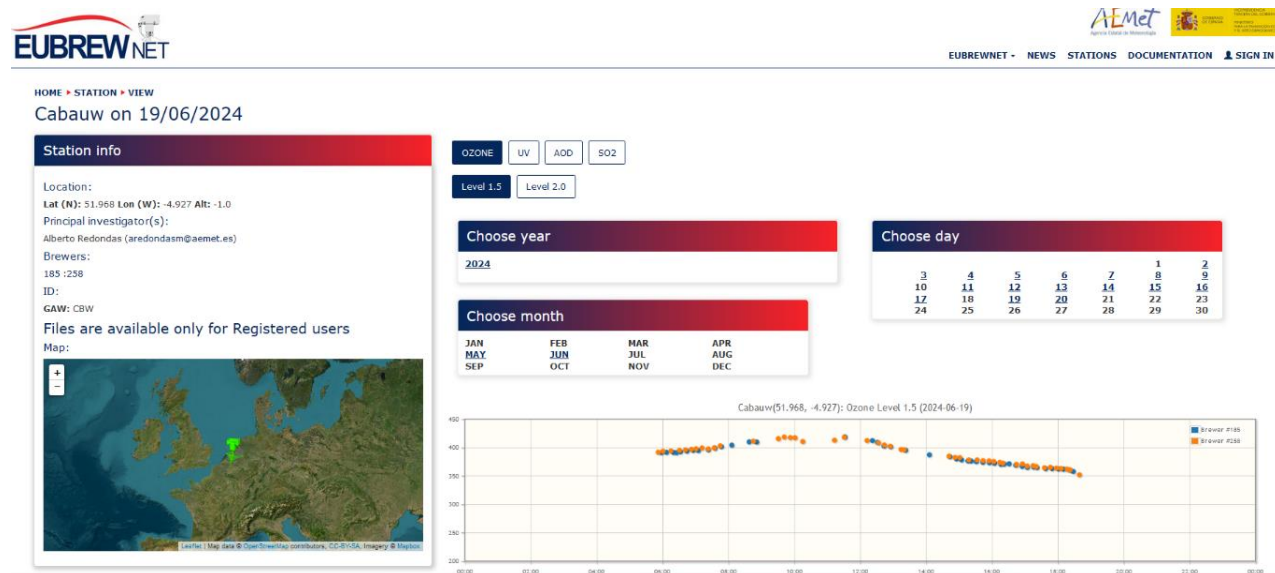 EUBREWNET
AEMet
Agencia Estatal de Meteorología
EUBREWNET NEWS STATIONS DOCUMENTATION SIGN IN
HOME STATION VIEW
Cabauw on 19/06/2024
Station info
Location:
Lat (N): 51.968 Lon (W): -4.927 Alt: -1.0
Principal investigator(s):
Alberto Redondas (aredondasm@aemet.es)
Brewers:
185 :258
ID:
GAW: CBW
Files are available only for Registered users
Map:
+
−
Leaflet | Map data © OpenStreetMap contributors, CC-BY-SA, Imagery © Mapbox
OZONE UV AOD SO2
Level 1.5 Level 2.0
Choose year
2024
Choose month
JAN FEB MAR APR
MAY JUN JUL AUG
SEP OCT NOV DEC
Choose day
1 2
3 4 5 6 7 8 9
10 11 12 13 14 15 16
17 18 19 20 21 22 23
24 25 26 27 28 29 30
Cabauw(51.968, -4.927): Ozone Level 1.5 (2024-06-19)
450
400
350
300
250
200
Brewer #185
00:00 02:00 04:00 06:00 08:00 10:00 12:00 14:00 16:00 18:00 20:00 22:00 00:00